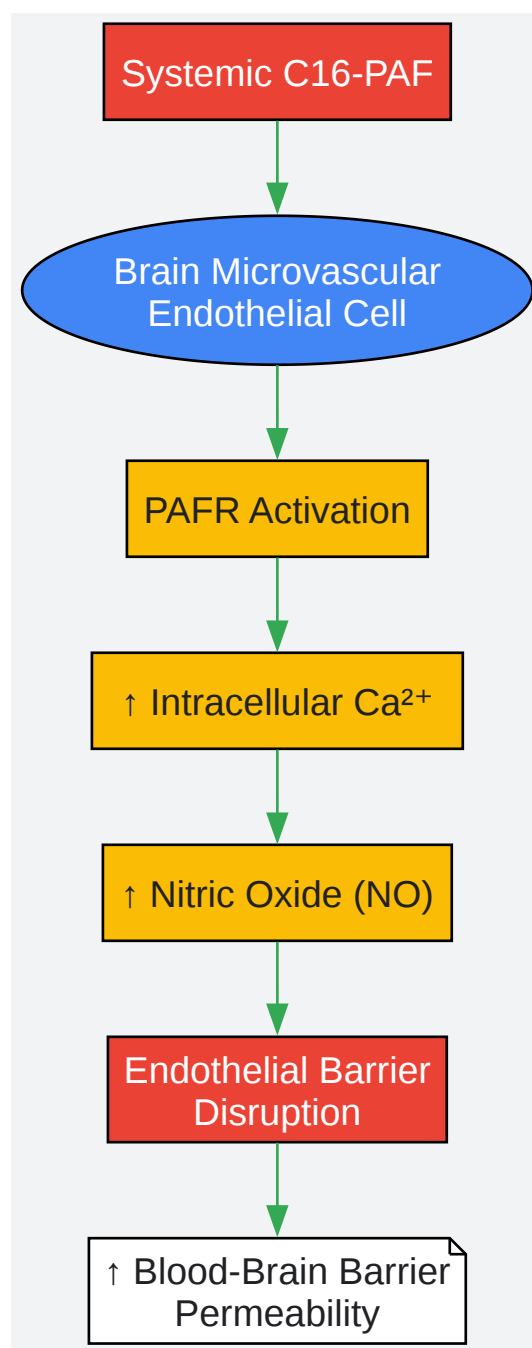 Systemic C16-PAF
Brain Microvascular
Endothelial Cell
PAFR Activation
↑ Intracellular Ca²⁺
↑ Nitric Oxide (NO)
Endothelial Barrier
Disruption
↑ Blood-Brain Barrier
Permeability